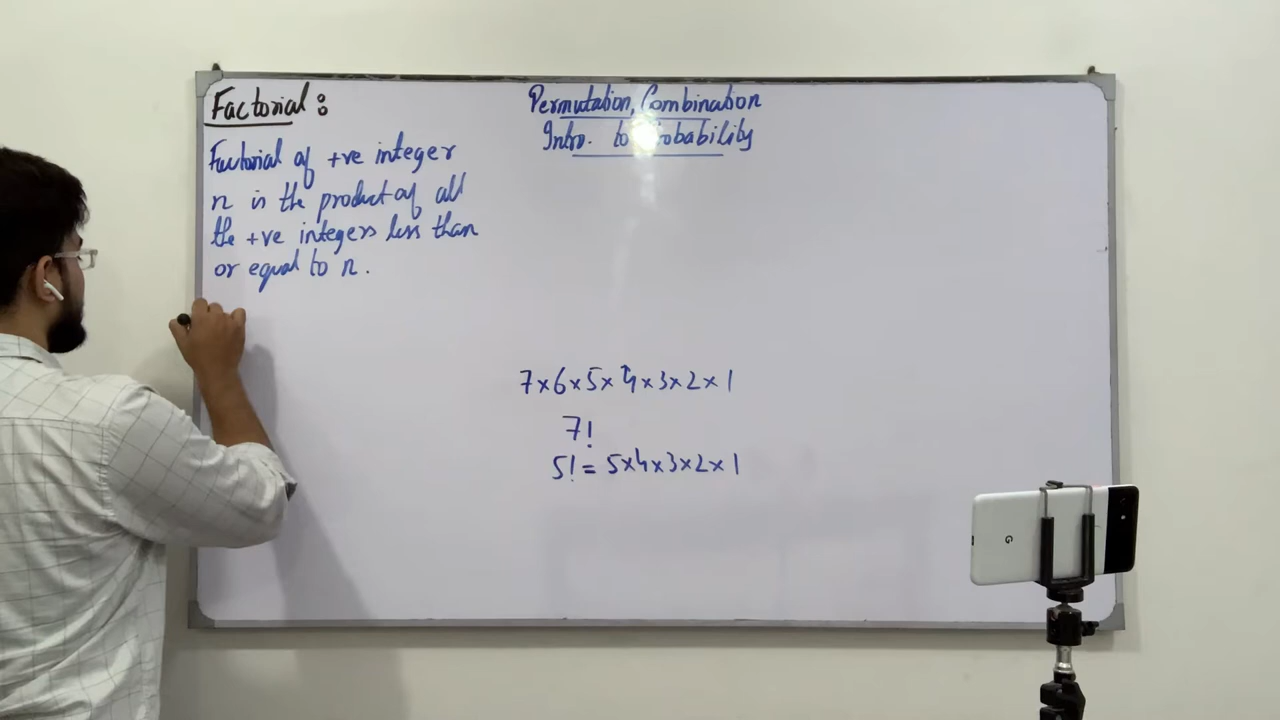 Factorial :
Permutation, Combination
Intro. to Probability
Factorial of +ve integer
n is the product of all
the +ve integers less than
or equal to n.
7×6×5×4×3×2×1
7!
5! = 5×4×3×2×1
G